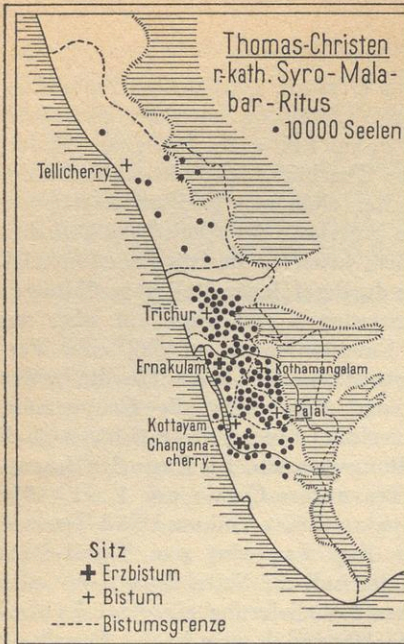 Thomas-Christen
r.-kath. Syro-Mala-
bar-Ritus
• 10000 Seelen
Tellicherry
Trichur
Ernakulam
Kothamangalam
Palai
Kottayam
Changana
cherry
Sitz
Erzbistum
Bistum
Bistumsgrenze